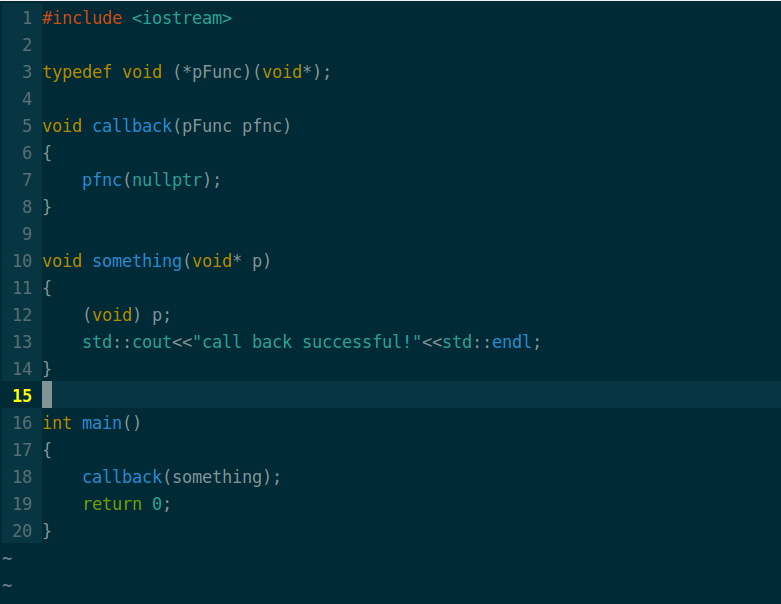 1 #include <iostream>
2
3 typedef void (*pFunc)(void*);
4
5 void callback(pFunc pfnc)
6 {
7     pfnc(nullptr);
8 }
9
10 void something(void* p)
11 {
12     (void) p;
13     std::cout<<"call back successful!"<<std::endl;
14 }
15
16 int main()
17 {
18     callback(something);
19     return 0;
20 }
~
~